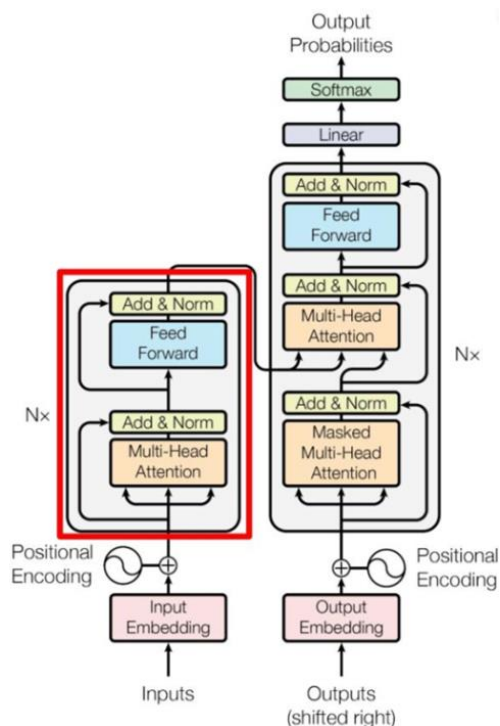 Output
Probabilities
Softmax
Linear
Add & Norm
Feed
Forward
Add & Norm
Multi-Head
Attention
Nx
Add & Norm
Masked
Multi-Head
Attention
Add & Norm
Feed
Forward
Nx
Add & Norm
Multi-Head
Attention
Positional
Encoding
Positional
Encoding
Input
Embedding
Output
Embedding
Inputs
Outputs
(shifted right)